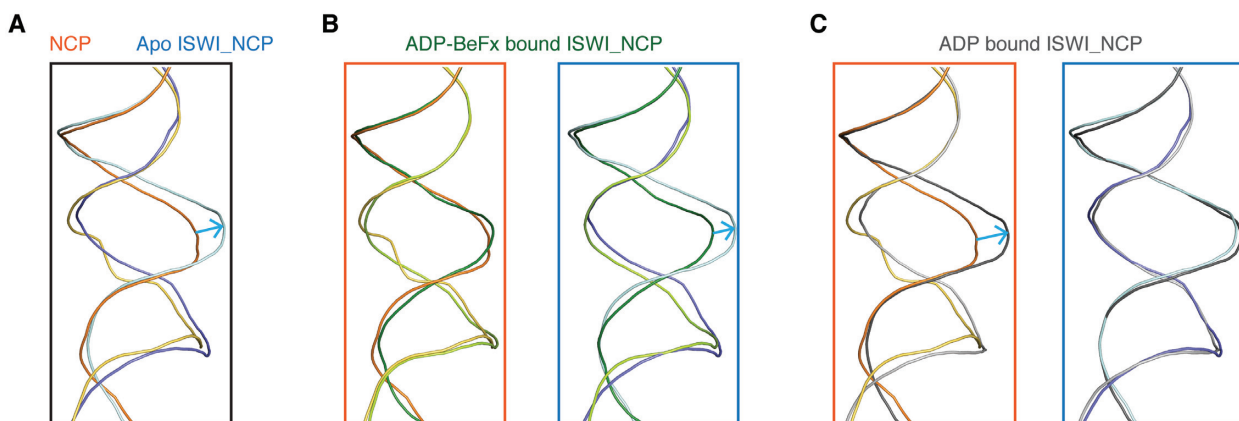 A
B
C
NCP Apo ISWI_NCP
ADP-BeFx bound ISWI_NCP
ADP bound ISWI_NCP